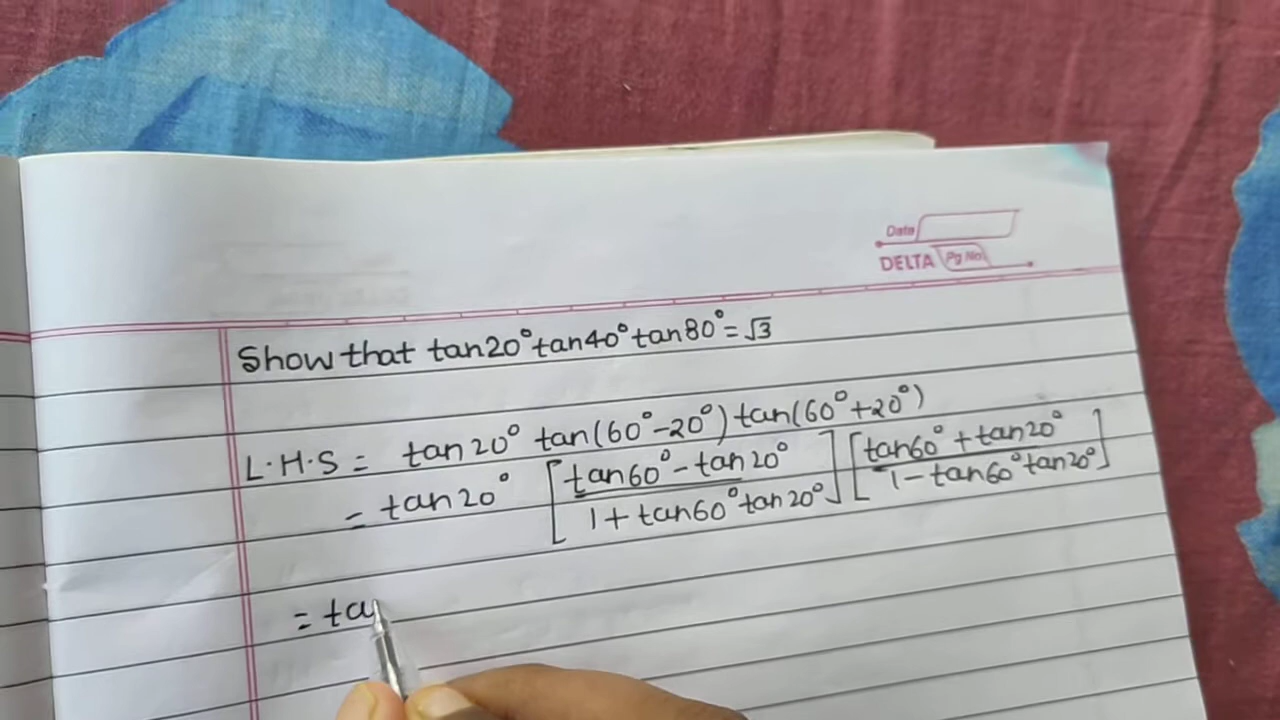 Date
DELTA Pg No
Show that tan20° tan40° tan80° = √3
L.H.S = tan20° tan(60°-20°) tan(60°+20°)
= tan20° [tan60° - tan20° / 1 + tan60° tan20°] [tan60° + tan20° / 1 - tan60° tan20°]
= ta